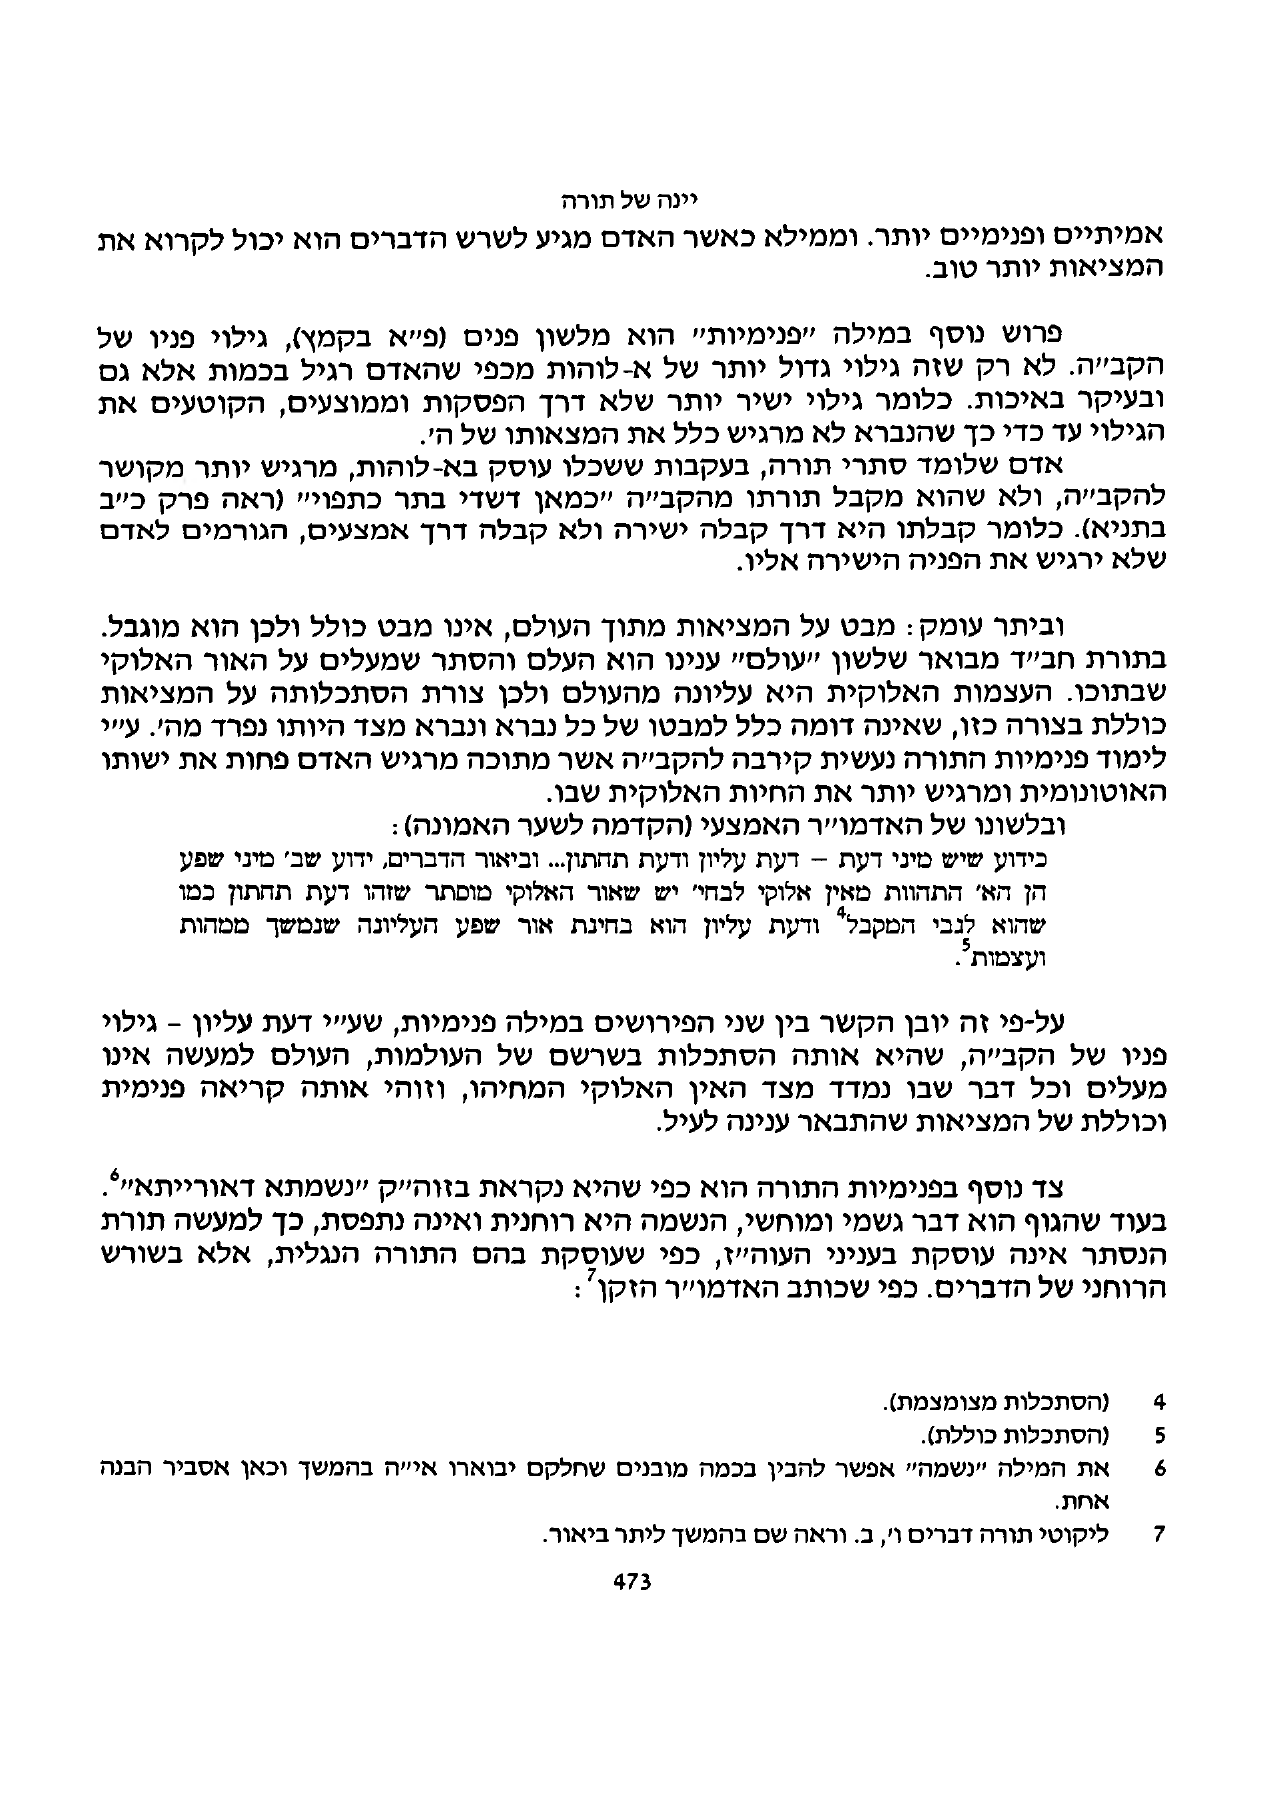 יינה של תורה
אמיתיים ופנימיים יותר. וממילא כאשר האדם מגיע לשרש הדברים הוא יכול לקרוא את
המציאות יותר טוב.
פרוש נוסף במילה "פנימיות" הוא מלשון פנים (פ"א בקמץ), גילוי פניו של
הקב"ה. לא רק שזה גילוי גדול יותר של א-לוהות מכפי שהאדם רגיל בכמות אלא גם
ובעיקר באיכות. כלומר גילוי ישיר יותר שלא דרך הפסקות וממוצעים, הקוטעים את
הגילוי עד כדי כך שהנברא לא מרגיש כלל את המצאותו של ה'.
אדם שלומד סתרי תורה, בעקבות ששכלו עוסק בא-לוהות, מרגיש יותר מקושר
להקב"ה, ולא שהוא מקבל תורתו מהקב"ה "כמאן דשדי בתר כתפוי" (ראה פרק כ"ב
בתניא). כלומר קבלתו היא דרך קבלה ישירה ולא קבלה דרך אמצעים, הגורמים לאדם
שלא ירגיש את הפניה הישירה אליו.
וביתר עומק: מבט על המציאות מתוך העולם, אינו מבט כולל ולכן הוא מוגבל.
בתורת חב"ד מבואר שלשון "עולם" ענינו הוא העלם והסתר שמעלים על האור האלוקי
שבתוכו. העצמות האלוקית היא עליונה מהעולם ולכן צורת הסתכלותה על המציאות
כוללת בצורה כזו, שאינה דומה כלל למבטו של כל נברא ונברא מצד היותו נפרד מה'. ע"י
לימוד פנימיות התורה נעשית קירבה להקב"ה אשר מתוכה מרגיש האדם פחות את ישותו
האוטונומית ומרגיש יותר את החיות האלוקית שבו.
ובלשונו של האדמו"ר האמצעי (הקדמה לשער האמונה):
כידוע שיש מיני דעת – דעת עליון ודעת תחתון... וביאור הדברים, ידוע שב' מיני שפע
הן הא' התהוות מאין אלוקי לבחי' יש שאור האלוקי מוסתר שזהו דעת תחתון כמו
שהוא לגבי המקבל4 ודעת עליון הוא בחינת אור שפע העליונה שנמשך ממהות
ועצמות5.
על-פי זה יובן הקשר בין שני הפירושים במילה פנימיות, שע"י דעת עליון – גילוי
פניו של הקב"ה, שהיא אותה הסתכלות בשרשם של העולמות, העולם למעשה אינו
מעלים וכל דבר שבו נמדד מצד האין האלוקי המחיהו, וזוהי אותה קריאה פנימית
וכוללת של המציאות שהתבאר ענינה לעיל.
צד נוסף בפנימיות התורה הוא כפי שהיא נקראת בזוה"ק "נשמתא דאורייתא"6.
בעוד שהגוף הוא דבר גשמי ומוחשי, הנשמה היא רוחנית ואינה נתפסת, כך למעשה תורת
הנסתר אינה עוסקת בעניני העוה"ז, כפי שעוסקת בהם התורה הנגלית, אלא בשורש
הרוחני של הדברים. כפי שכותב האדמו"ר הזקן7:
4 (הסתכלות מצומצמת).
5 (הסתכלות כוללת).
6 את המילה "נשמה" אפשר להבין בכמה מובנים שחלקם יבוארו אי"ה בהמשך וכאן אסביר הבנה
אחת.
7 ליקוטי תורה דברים ו', ב. וראה שם בהמשך ליתר ביאור.
473